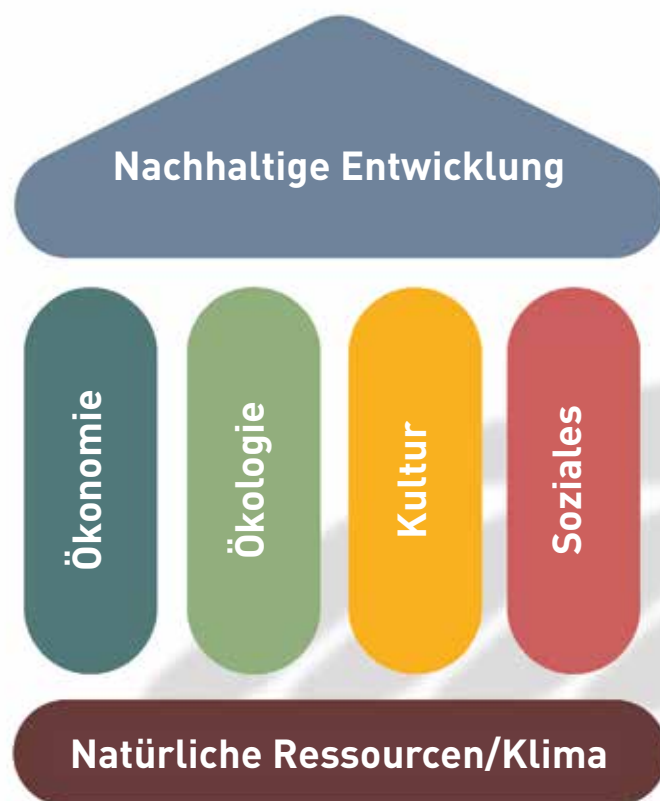 Nachhaltige Entwicklung
Ökonomie
Ökologie
Kultur
Soziales
Natürliche Ressourcen/Klima